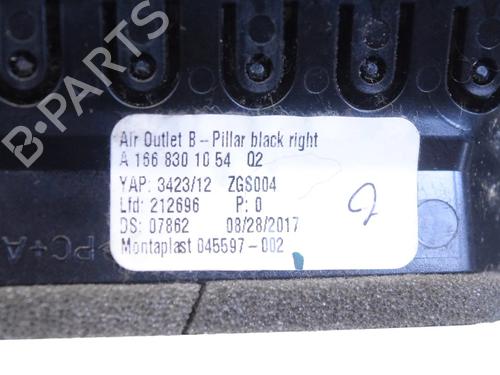 B-PARTS
Air Outlet B-Pillar black right
A 166 830 10 54 Q2
YAP: 3423/12 ZGS004
Lfd: 212696 P: 0
DS: 07862 08/28/2017
Montaplast 045597-002
>PC+A